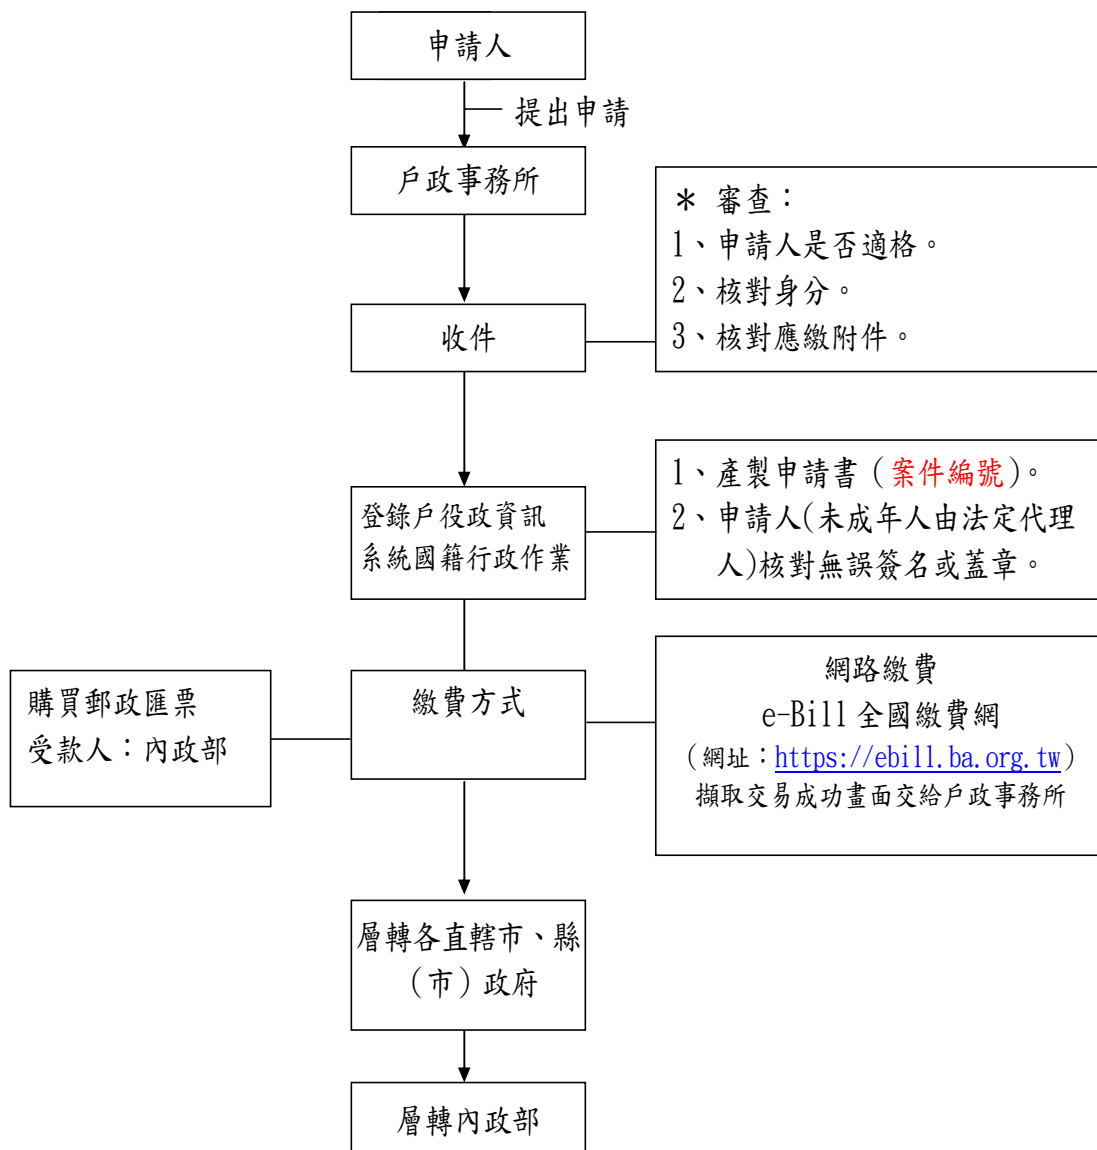 申請人
提出申請
戶政事務所
收件
＊ 審查：
1、申請人是否適格。
2、核對身分。
3、核對應繳附件。
登錄戶役政資訊
系統國籍行政作業
1、產製申請書（案件編號）。
2、申請人(未成年人由法定代理
人)核對無誤簽名或蓋章。
購買郵政匯票
受款人：內政部
繳費方式
網路繳費
e-Bill 全國繳費網
（網址：https://ebill.ba.org.tw）
擷取交易成功畫面交給戶政事務所
層轉各直轄市、縣
（市）政府
層轉內政部